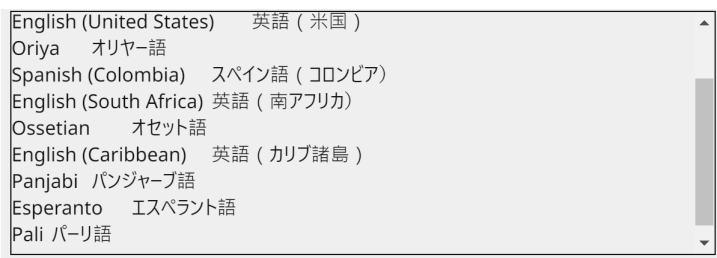 English (United States) 英語 ( 米国 )
Oriya オリヤー語
Spanish (Colombia) スペイン語 ( コロンビア)
English (South Africa) 英語 ( 南アフリカ)
Ossetian オセット語
English (Caribbean) 英語 ( カリブ諸島 )
Panjabi パンジャーブ語
Esperanto エスペラント語
Pali パーリ語